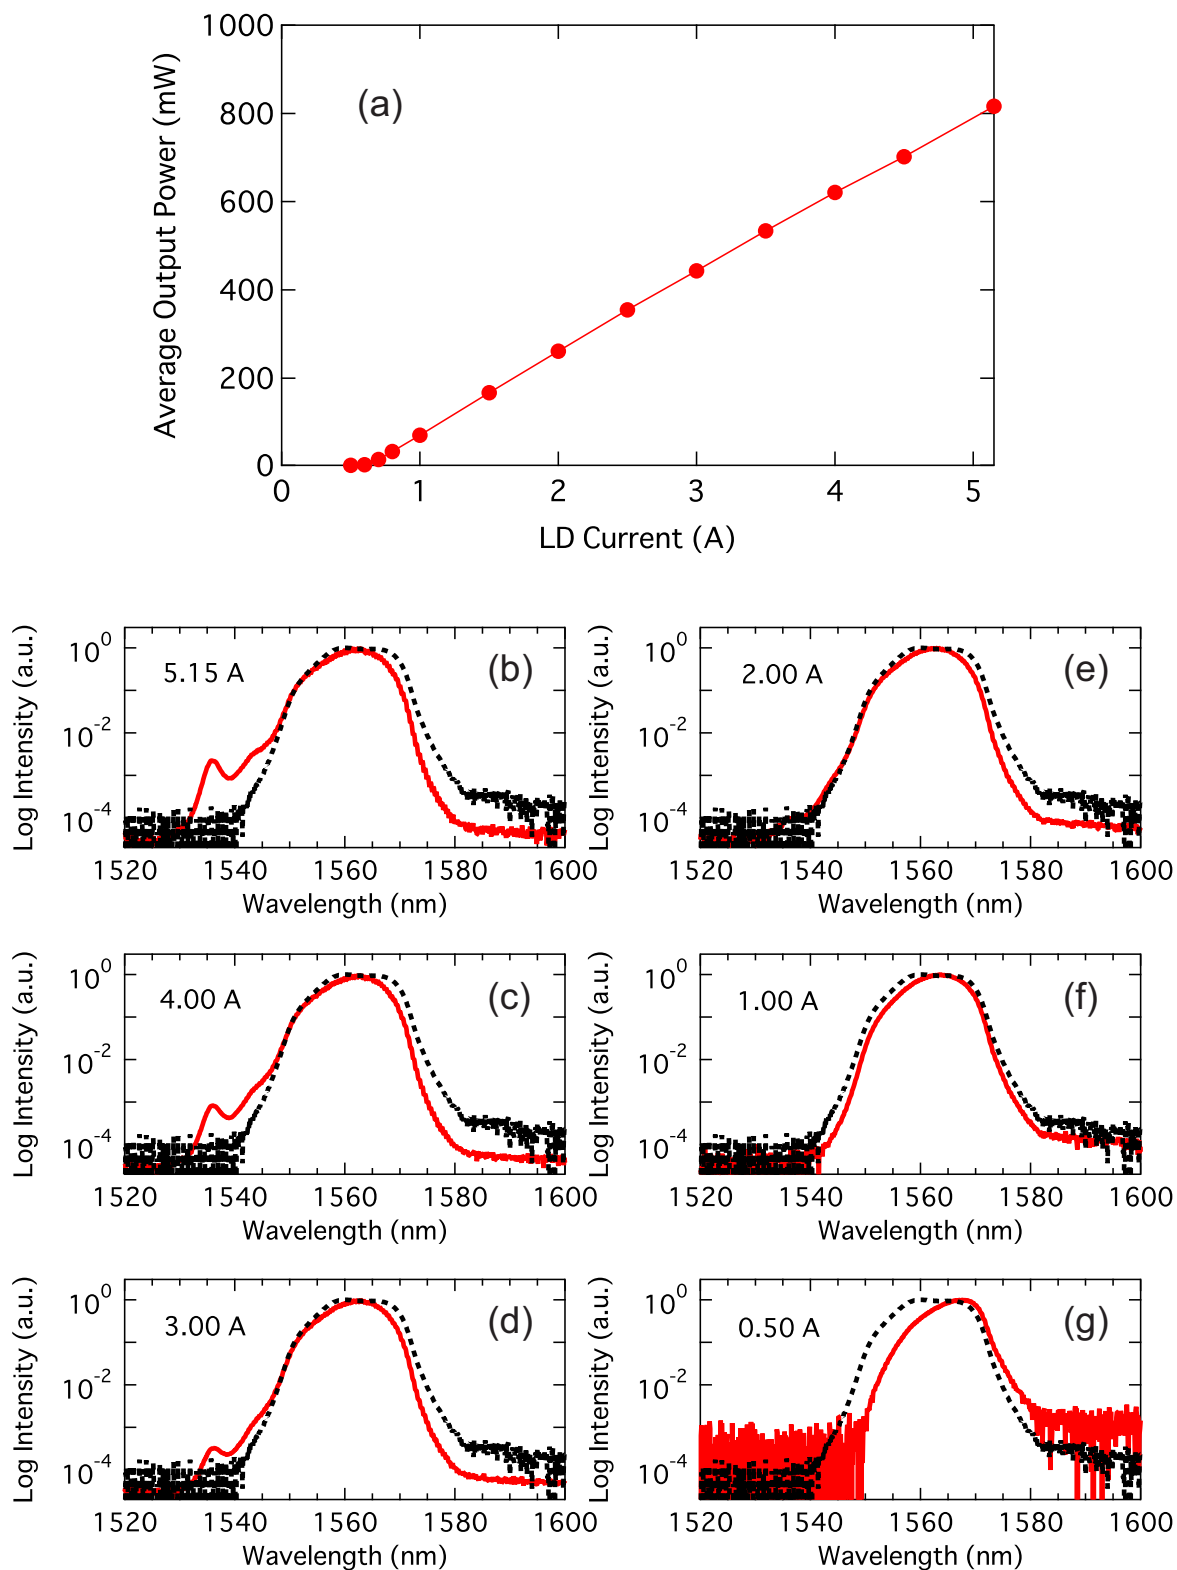 1000
800
600
400
200
0
Average Output Power (mW)
(a)
0 1 2 3 4 5
LD Current (A)
Log Intensity (a.u.)
10^0
10^-2
10^-4
5.15 A
(b)
1520 1540 1560 1580 1600
Wavelength (nm)
Log Intensity (a.u.)
10^0
10^-2
10^-4
2.00 A
(e)
1520 1540 1560 1580 1600
Wavelength (nm)
Log Intensity (a.u.)
10^0
10^-2
10^-4
4.00 A
(c)
1520 1540 1560 1580 1600
Wavelength (nm)
Log Intensity (a.u.)
10^0
10^-2
10^-4
1.00 A
(f)
1520 1540 1560 1580 1600
Wavelength (nm)
Log Intensity (a.u.)
10^0
10^-2
10^-4
3.00 A
(d)
1520 1540 1560 1580 1600
Wavelength (nm)
Log Intensity (a.u.)
10^0
10^-2
10^-4
0.50 A
(g)
1520 1540 1560 1580 1600
Wavelength (nm)